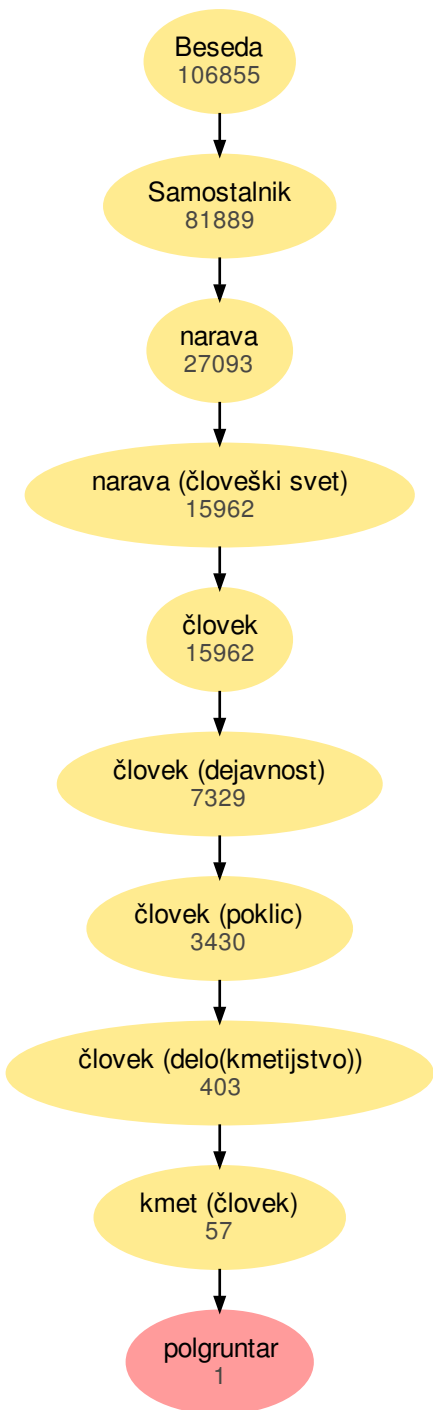 Beseda
106855
Samostalnik
81889
narava
27093
narava (človeški svet)
15962
človek
15962
človek (dejavnost)
7329
človek (poklic)
3430
človek (delo(kmetijstvo))
403
kmet (človek)
57
polgruntar
1